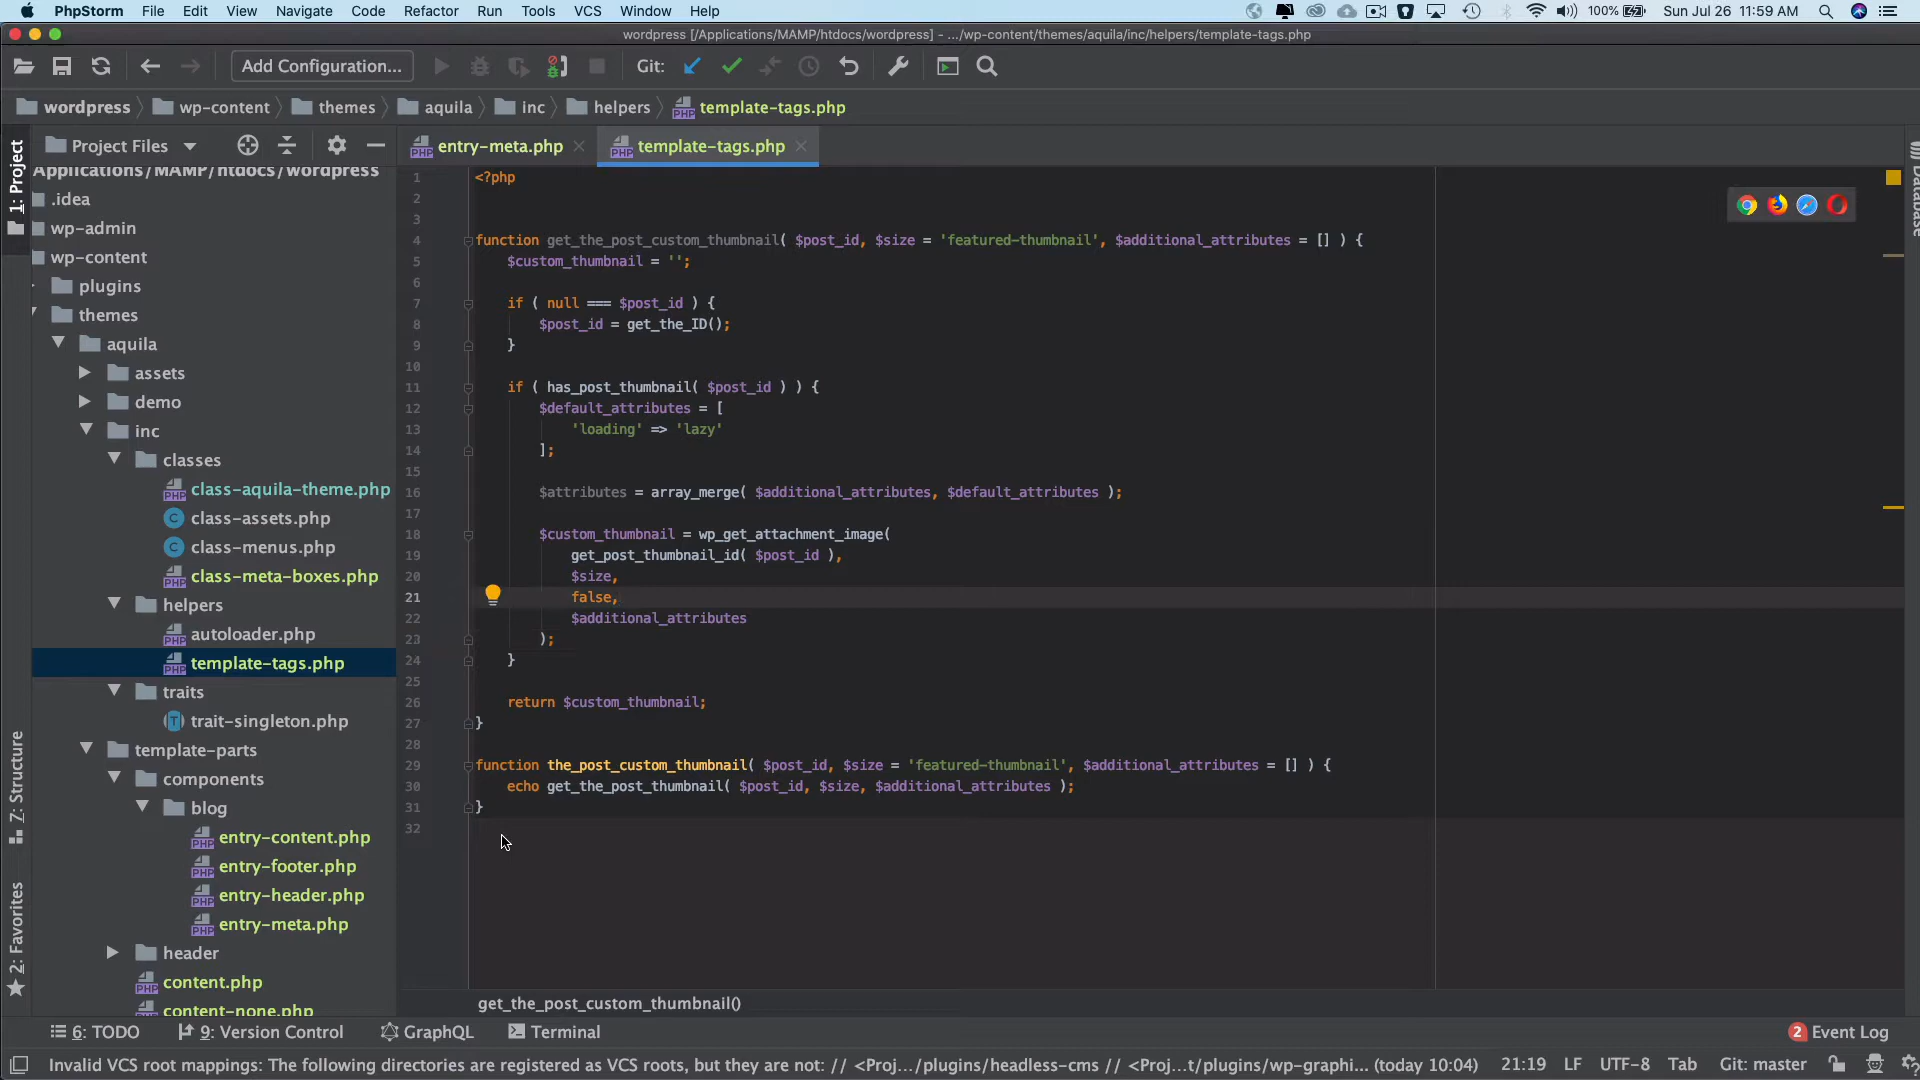 PhpStorm File Edit View Navigate Code Refactor Run Tools VCS Window Help 100% Sun Jul 26 11:59 AM
wordpress [/Applications/MAMP/htdocs/wordpress] - .../wp-content/themes/aquila/inc/helpers/template-tags.php
Add Configuration... Git:
wordpress wp-content themes aquila inc helpers template-tags.php
1: Project
Project Files
Applications/MAMP/htdocs/wordpress
.idea
wp-admin
wp-content
plugins
themes
aquila
assets
demo
inc
classes
class-aquila-theme.php
class-assets.php
class-menus.php
class-meta-boxes.php
helpers
autoloader.php
template-tags.php
traits
trait-singleton.php
template-parts
components
blog
entry-content.php
entry-footer.php
entry-header.php
entry-meta.php
header
content.php
content-none.php
Z: Structure
2: Favorites
entry-meta.php template-tags.php
1 <?php
2
3
4 function get_the_post_custom_thumbnail( $post_id, $size = 'featured-thumbnail', $additional_attributes = [] ) {
5 $custom_thumbnail = '';
6
7 if ( null === $post_id ) {
8 $post_id = get_the_ID();
9 }
10
11 if ( has_post_thumbnail( $post_id ) ) {
12 $default_attributes = [
13 'loading' => 'lazy'
14 ];
15
16 $attributes = array_merge( $additional_attributes, $default_attributes );
17
18 $custom_thumbnail = wp_get_attachment_image(
19 get_post_thumbnail_id( $post_id ),
20 $size,
21 false,
22 $additional_attributes
23 );
24 }
25
26 return $custom_thumbnail;
27 }
28
29 function the_post_custom_thumbnail( $post_id, $size = 'featured-thumbnail', $additional_attributes = [] ) {
30 echo get_the_post_thumbnail( $post_id, $size, $additional_attributes );
31 }
32
Database
get_the_post_custom_thumbnail()
6: TODO 9: Version Control GraphQL Terminal 2 Event Log
Invalid VCS root mappings: The following directories are registered as VCS roots, but they are not: // <Proj.../plugins/headless-cms // <Proj...t/plugins/wp-graphi... (today 10:04) 21:19 LF UTF-8 Tab Git: master